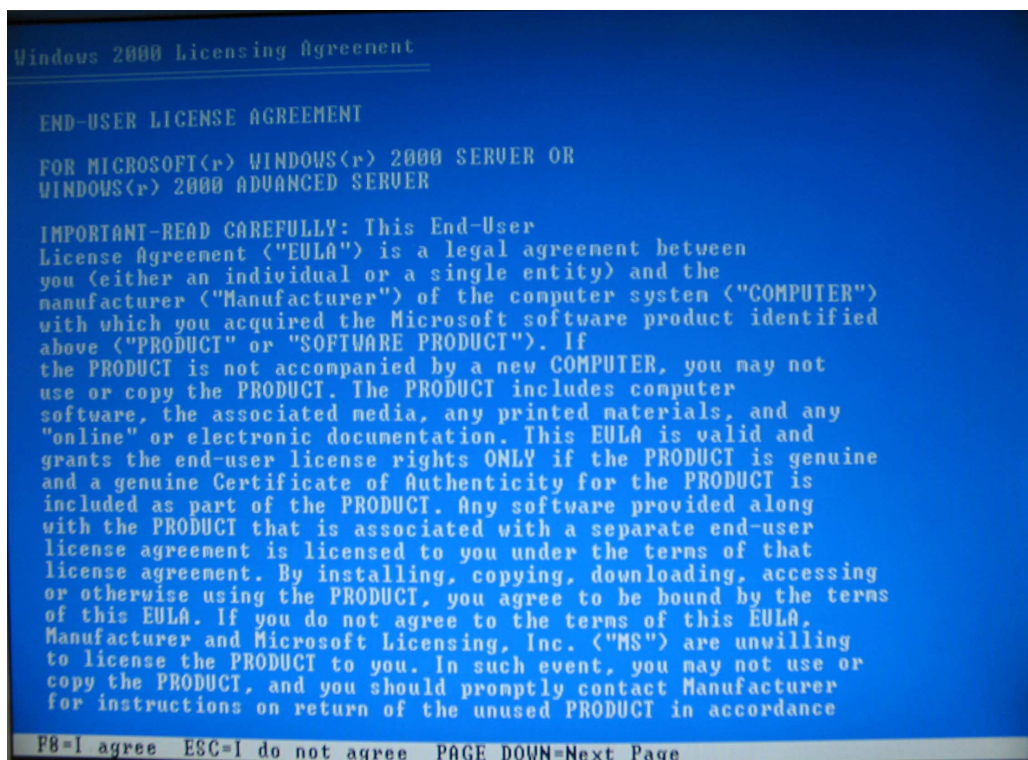 Windows 2000 Licensing Agreement
END-USER LICENSE AGREEMENT
FOR MICROSOFT(r) WINDOWS(r) 2000 SERVER OR
WINDOWS(r) 2000 ADVANCED SERVER
IMPORTANT-READ CAREFULLY: This End-User
License Agreement ("EULA") is a legal agreement between
you (either an individual or a single entity) and the
manufacturer ("Manufacturer") of the computer system ("COMPUTER")
with which you acquired the Microsoft software product identified
above ("PRODUCT" or "SOFTWARE PRODUCT"). If
the PRODUCT is not accompanied by a new COMPUTER, you may not
use or copy the PRODUCT. The PRODUCT includes computer
software, the associated media, any printed materials, and any
"online" or electronic documentation. This EULA is valid and
grants the end-user license rights ONLY if the PRODUCT is genuine
and a genuine Certificate of Authenticity for the PRODUCT is
included as part of the PRODUCT. Any software provided along
with the PRODUCT that is associated with a separate end-user
license agreement is licensed to you under the terms of that
license agreement. By installing, copying, downloading, accessing
or otherwise using the PRODUCT, you agree to be bound by the terms
of this EULA. If you do not agree to the terms of this EULA,
Manufacturer and Microsoft Licensing, Inc. ("MS") are unwilling
to license the PRODUCT to you. In such event, you may not use or
copy the PRODUCT, and you should promptly contact Manufacturer
for instructions on return of the unused PRODUCT in accordance
F8=I agree ESC=I do not agree PAGE DOWN=Next Page